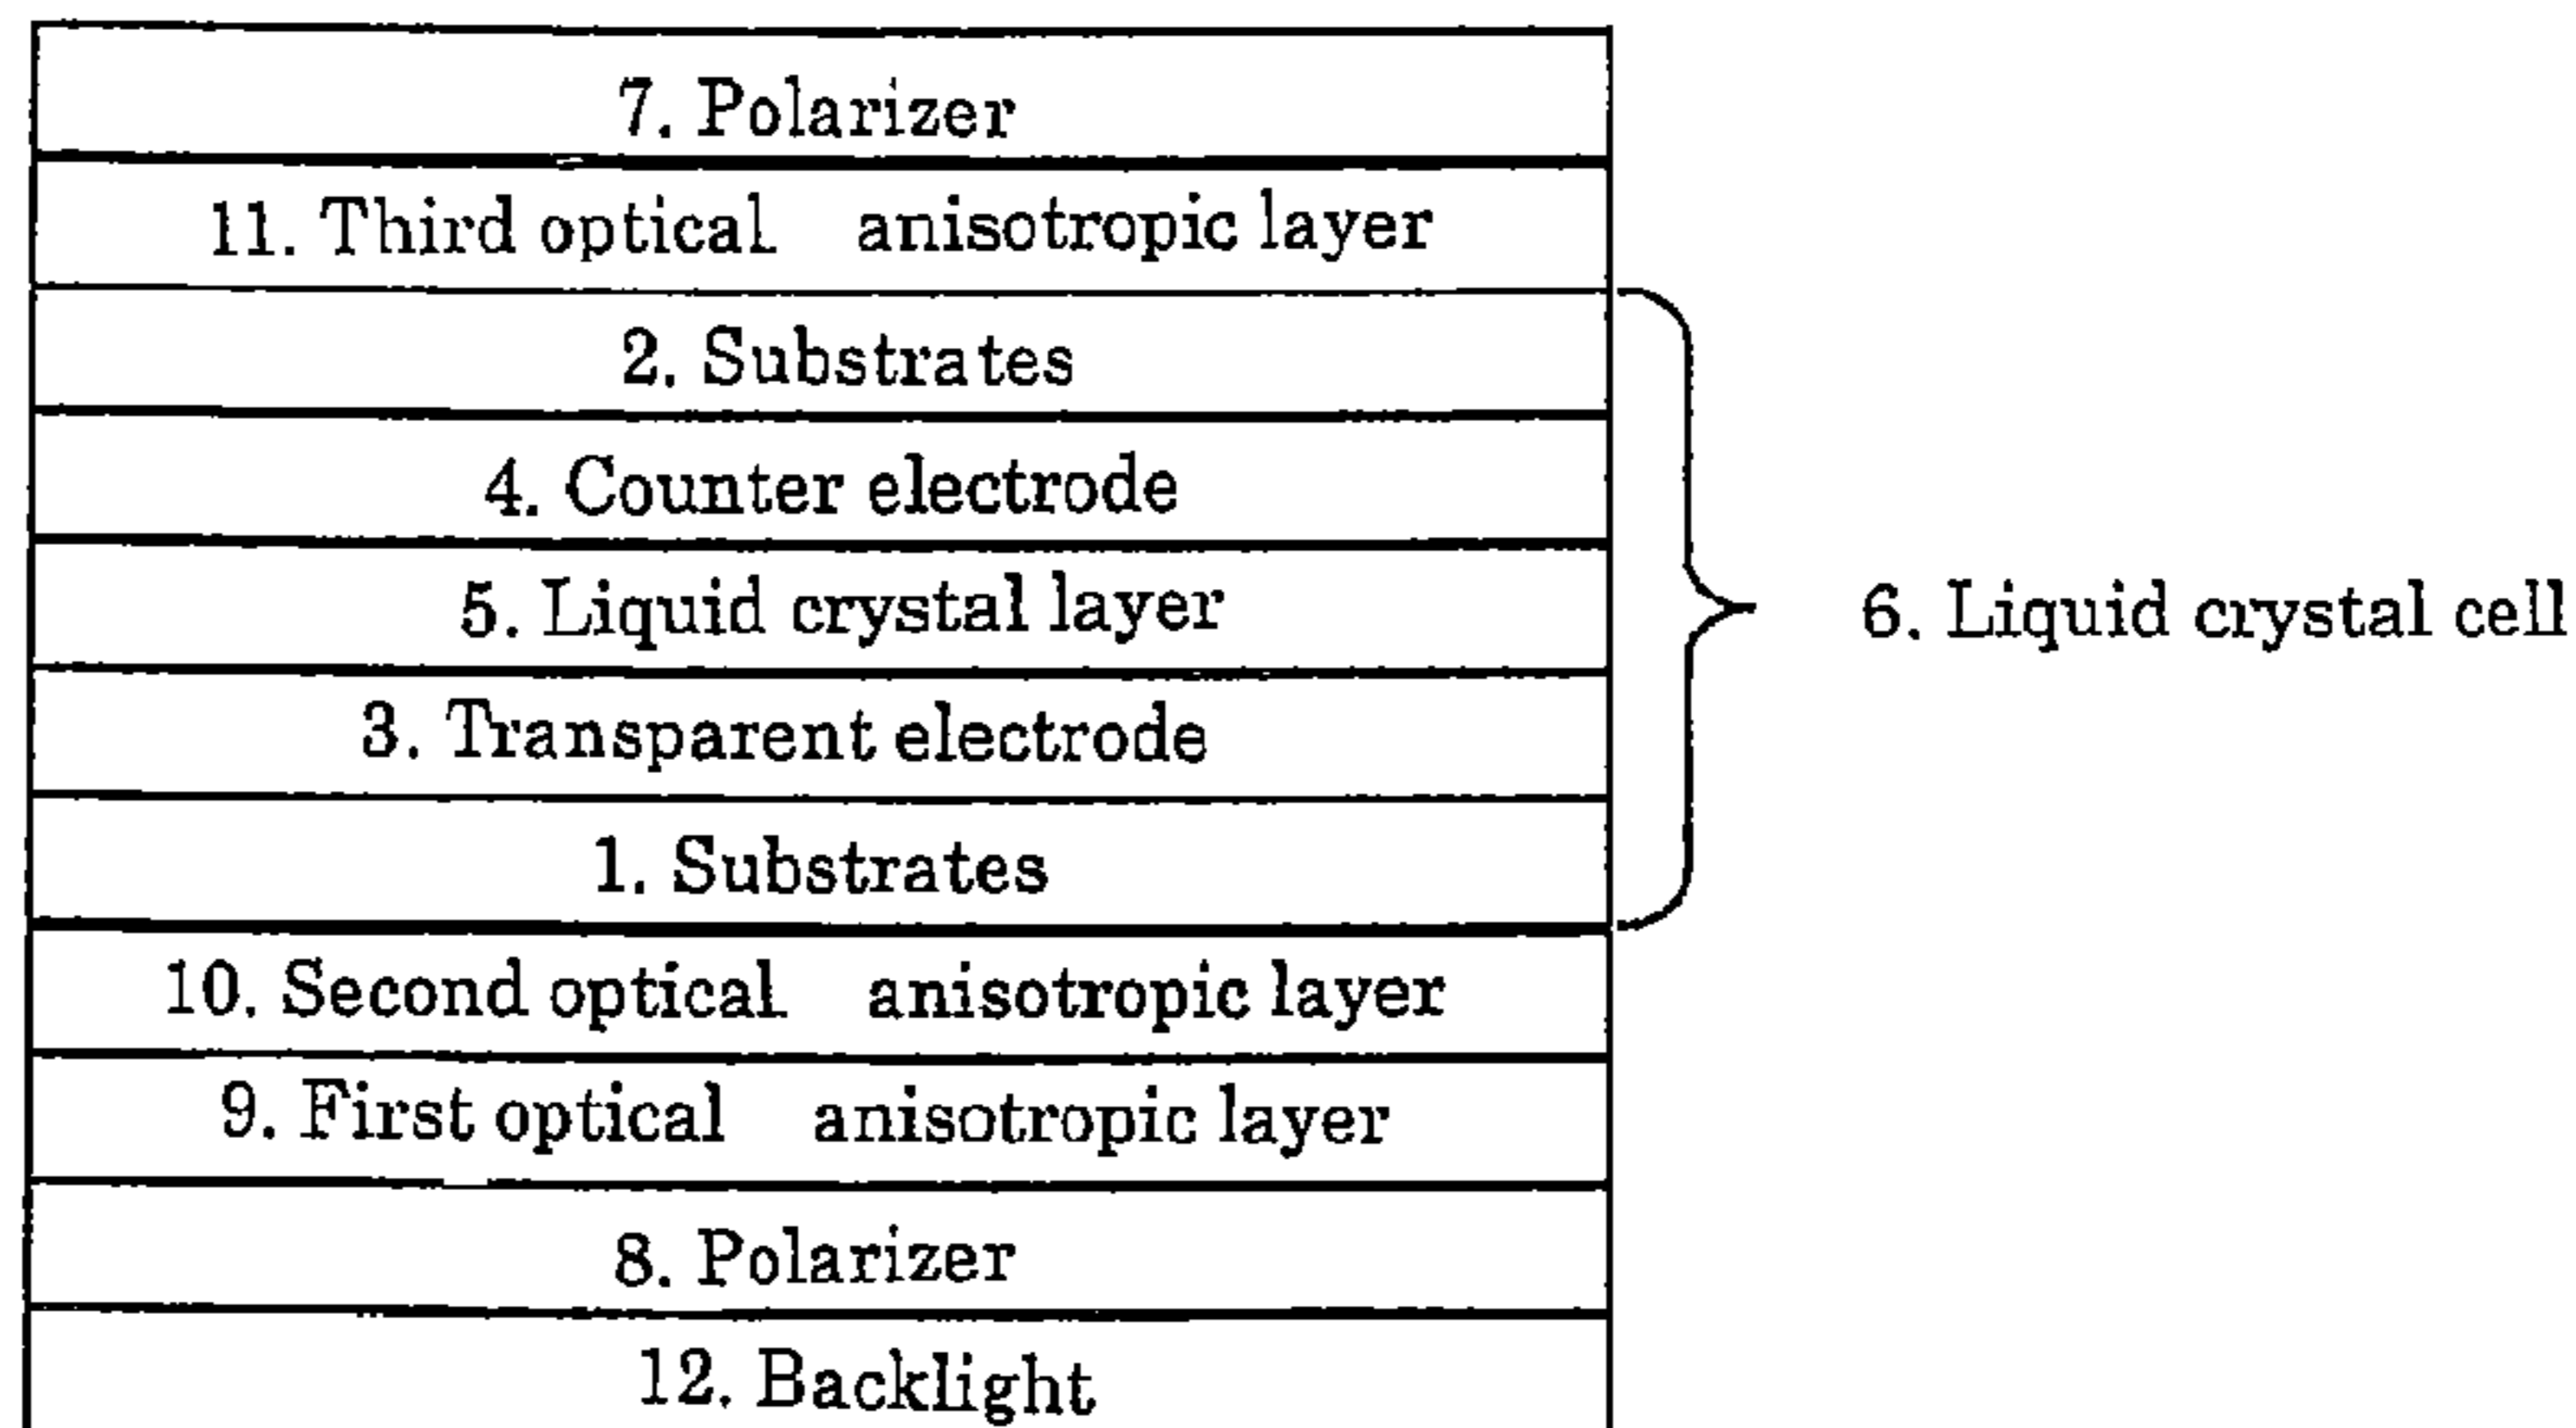 7. Polarizer
11. Third optical anisotropic layer
2. Substrates
4. Counter electrode
5. Liquid crystal layer
6. Liquid crystal cell
3. Transparent electrode
1. Substrates
10. Second optical anisotropic layer
9. First optical anisotropic layer
8. Polarizer
12. Backlight